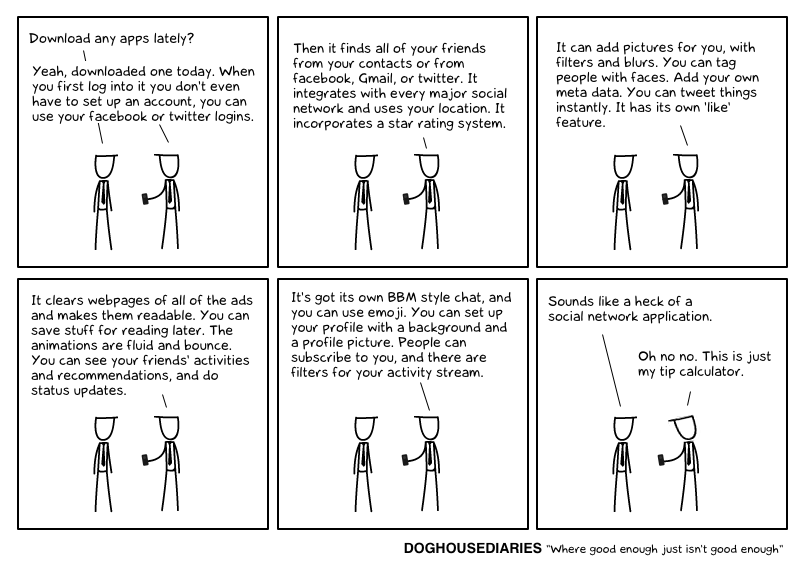 Download any apps lately?
Yeah, downloaded one today. When
you first log into it you don't even
have to set up an account, you can
use your facebook or twitter logins.
Then it finds all of your friends
from your contacts or from
facebook, Gmail, or twitter. It
integrates with every major social
network and uses your location. It
incorporates a star rating system.
It can add pictures for you, with
filters and blurs. You can tag
people with faces. Add your own
meta data. You can tweet things
instantly. It has its own 'like'
feature.
It clears webpages of all of the ads
and makes them readable. You can
save stuff for reading later. The
animations are fluid and bounce.
You can see your friends' activities
and recommendations, and do
status updates.
It's got its own BBM style chat, and
you can use emoji. You can set up
your profile with a background and
a profile picture. People can
subscribe to you, and there are
filters for your activity stream.
Sounds like a heck of a
social network application.
Oh no no. This is just
my tip calculator.
DOGHOUSEDIARIES "Where good enough just isn't good enough"